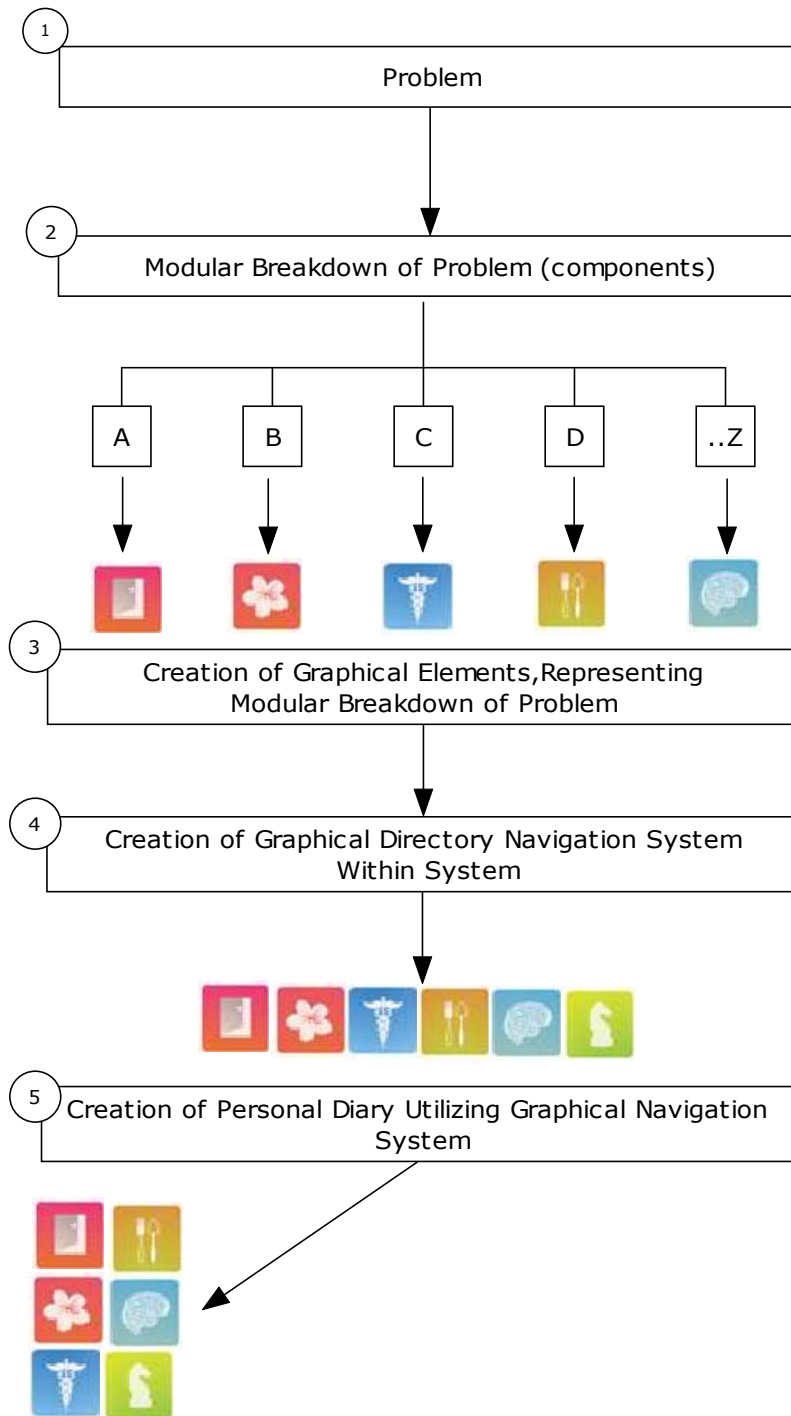 1
Problem
2
Modular Breakdown of Problem (components)
A B C D ..Z
3
Creation of Graphical Elements,Representing
Modular Breakdown of Problem
4
Creation of Graphical Directory Navigation System
Within System
5
Creation of Personal Diary Utilizing Graphical Navigation
System